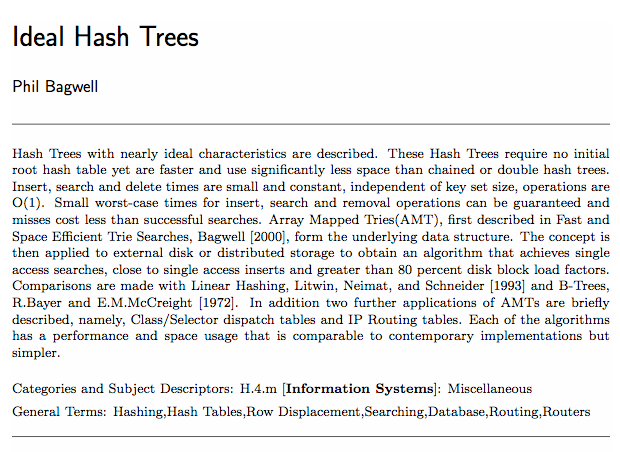 Ideal Hash Trees
Phil Bagwell
Hash Trees with nearly ideal characteristics are described. These Hash Trees require no initial
root hash table yet are faster and use significantly less space than chained or double hash trees.
Insert, search and delete times are small and constant, independent of key set size, operations are
O(1). Small worst-case times for insert, search and removal operations can be guaranteed and
misses cost less than successful searches. Array Mapped Tries(AMT), first described in Fast and
Space Efficient Trie Searches, Bagwell [2000], form the underlying data structure. The concept is
then applied to external disk or distributed storage to obtain an algorithm that achieves single
access searches, close to single access inserts and greater than 80 percent disk block load factors.
Comparisons are made with Linear Hashing, Litwin, Neimat, and Schneider [1993] and B-Trees,
R.Bayer and E.M.McCreight [1972]. In addition two further applications of AMTs are briefly
described, namely, Class/Selector dispatch tables and IP Routing tables. Each of the algorithms
has a performance and space usage that is comparable to contemporary implementations but
simpler.
Categories and Subject Descriptors: H.4.m [Information Systems]: Miscellaneous
General Terms: Hashing,Hash Tables,Row Displacement,Searching,Database,Routing,Routers